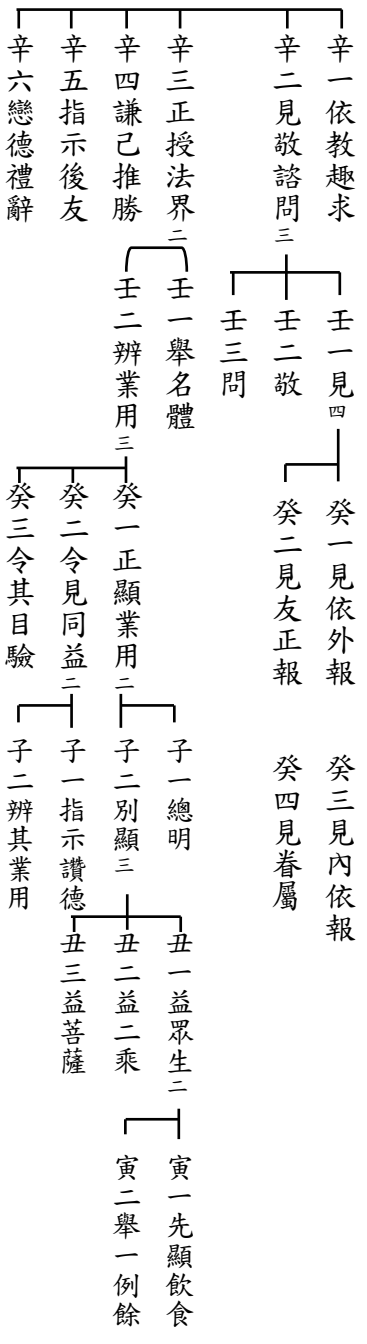 辛一依教趣求
辛二見敬諮問三
壬一見四
癸一見依外報
癸二見友正報
癸三見內依報
癸四見眷屬
壬二敬
壬三問
辛三正授法界二
壬一舉名體
壬二辨業用三
癸一正顯業用二
子一總明
子二別顯三
丑一益眾生二
寅一先顯飲食
寅二舉一例餘
丑二益二乘
丑三益菩薩
癸二令見同益二
子一指示讚德
子二辨其業用
癸三令其目驗
辛四謙己推勝
辛五指示後友
辛六戀德禮辭